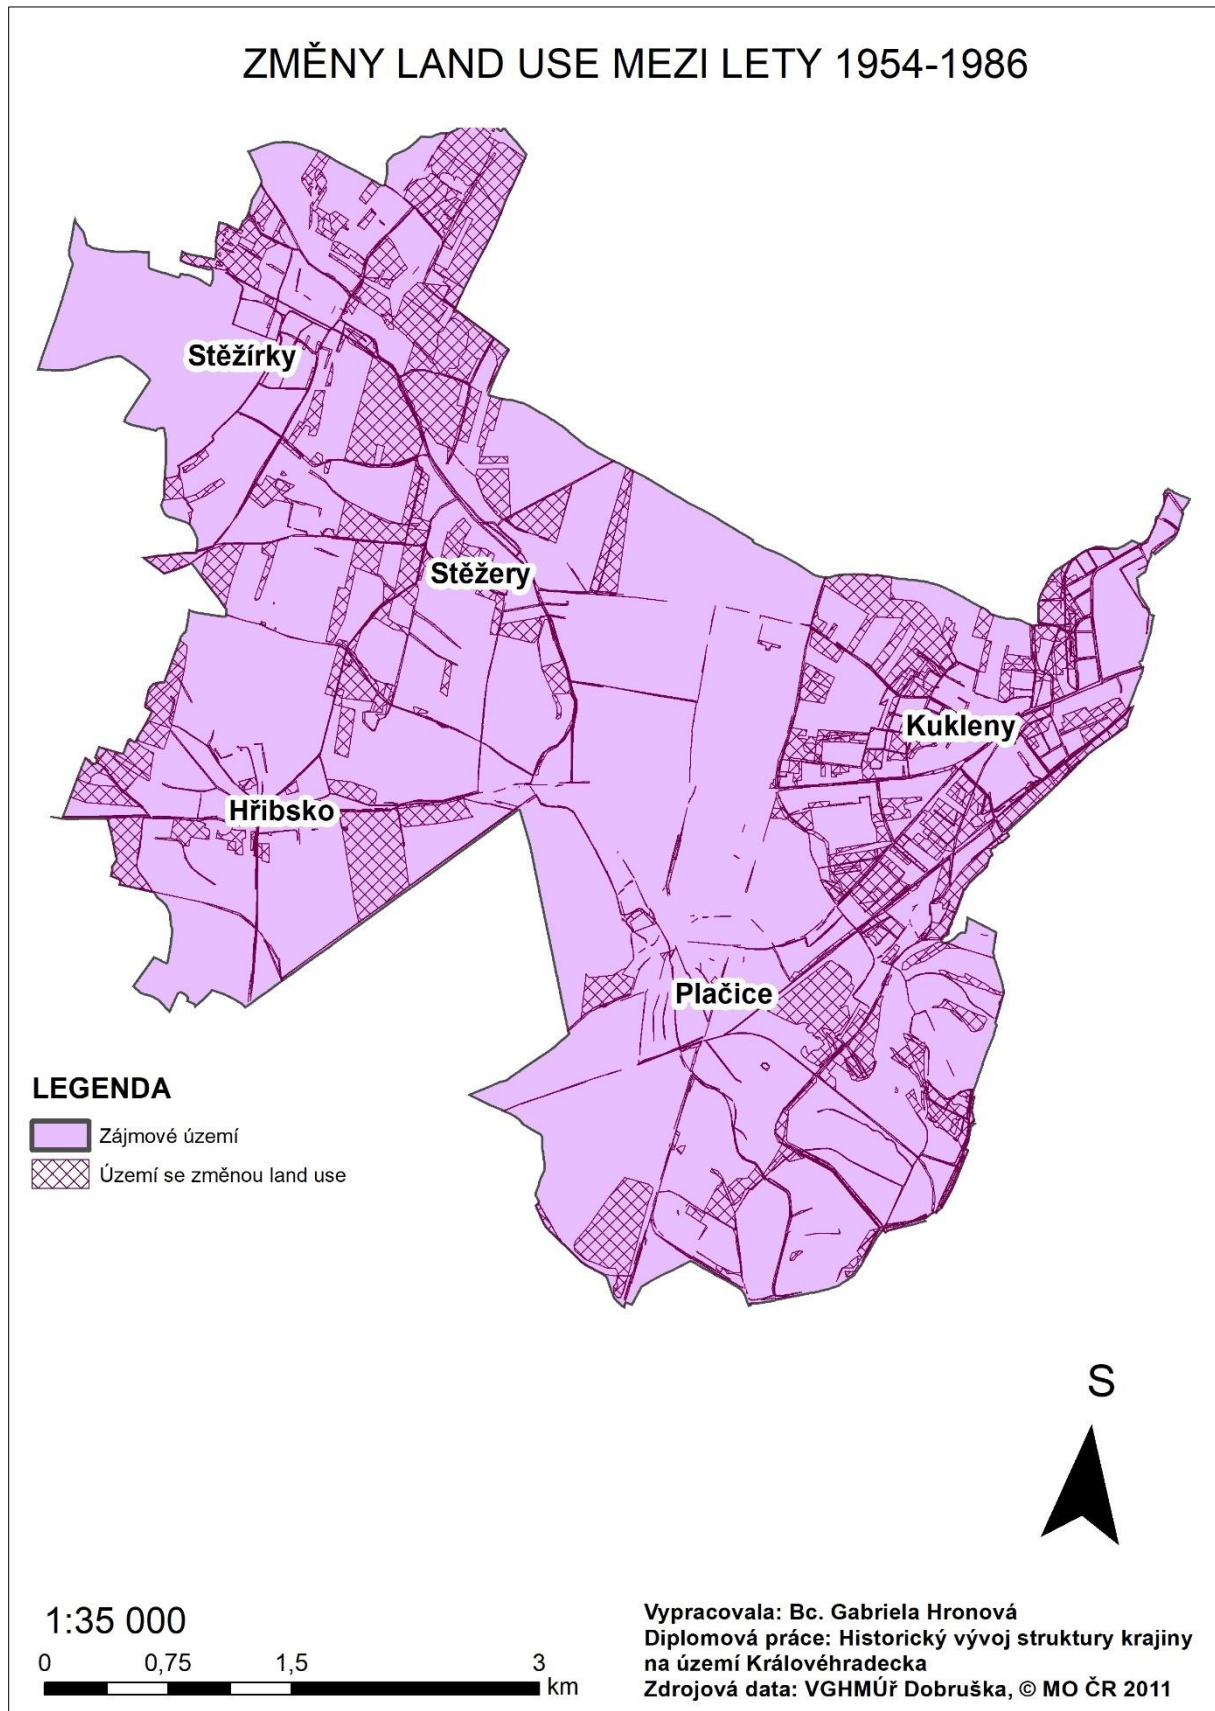 ZMĚNY LAND USE MEZI LETY 1954-1986
Stěžírky
Stěžery
Kukleny
Hřibsko
Plačice
LEGENDA
Zájmové území
Území se změnou land use
S
1:35 000
0 0,75 1,5 3
km
Vypracovala: Bc. Gabriela Hronová
Diplomová práce: Historický vývoj struktury krajiny
na území Královéhradecka
Zdrojová data: VGHMÚř Dobruška, © MO ČR 2011